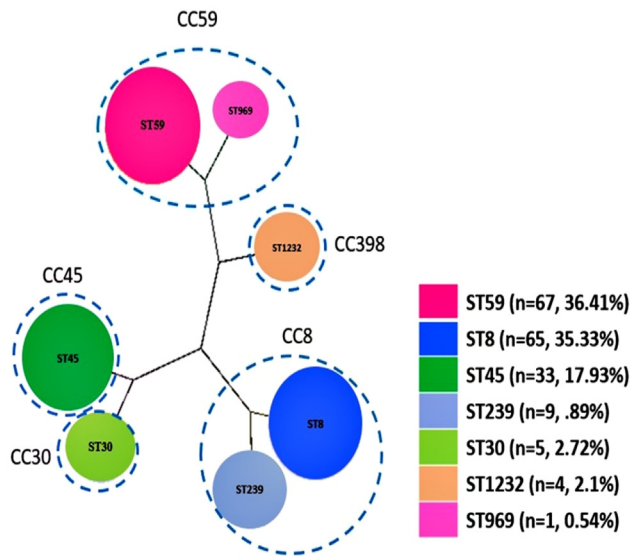 CC59
ST59
ST969
ST1232
CC398
CC45
ST45
CC8
ST8
CC30
ST30
ST239
ST59 (n=67, 36.41%)
ST8 (n=65, 35.33%)
ST45 (n=33, 17.93%)
ST239 (n=9, .89%)
ST30 (n=5, 2.72%)
ST1232 (n=4, 2.1%)
ST969 (n=1, 0.54%)